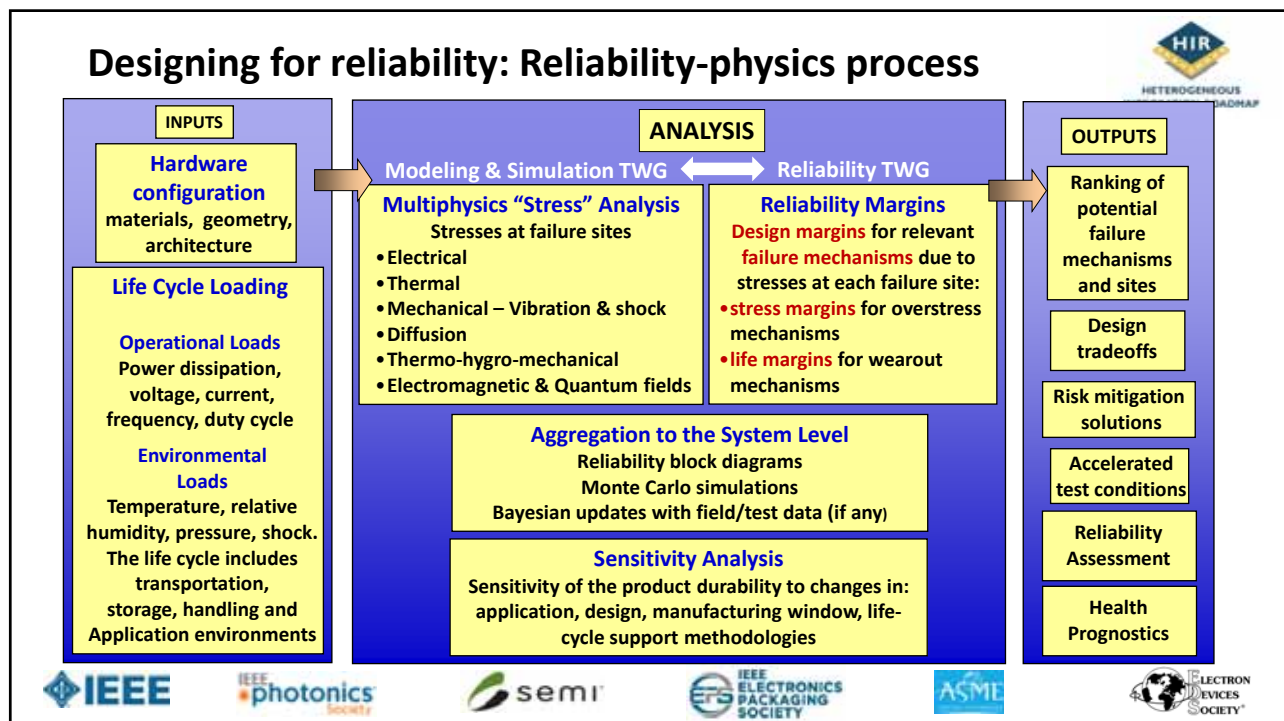 Designing for reliability: Reliability-physics process
HIR
HETEROGENEOUS
INPUTS
Hardware
configuration
materials, geometry,
architecture
Life Cycle Loading
Operational Loads
Power dissipation,
voltage, current,
frequency, duty cycle
Environmental
Loads
Temperature, relative
humidity, pressure, shock.
The life cycle includes
transportation,
storage, handling and
Application environments
ANALYSIS
Modeling & Simulation TWG
Reliability TWG
Multiphysics “Stress” Analysis
Stresses at failure sites
•Electrical
•Thermal
•Mechanical – Vibration & shock
•Diffusion
•Thermo-hygro-mechanical
•Electromagnetic & Quantum fields
Reliability Margins
Design margins for relevant
failure mechanisms due to
stresses at each failure site:
•stress margins for overstress
mechanisms
•life margins for wearout
mechanisms
Aggregation to the System Level
Reliability block diagrams
Monte Carlo simulations
Bayesian updates with field/test data (if any)
Sensitivity Analysis
Sensitivity of the product durability to changes in:
application, design, manufacturing window, life-
cycle support methodologies
OUTPUTS
Ranking of
potential
failure
mechanisms
and sites
Design
tradeoffs
Risk mitigation
solutions
Accelerated
test conditions
Reliability
Assessment
Health
Prognostics
IEEE
IEEE
photonics
Society
semi
EPS
IEEE
ELECTRONICS
PACKAGING
SOCIETY
ASME
ELECTRON
DEVICES
SOCIETY®